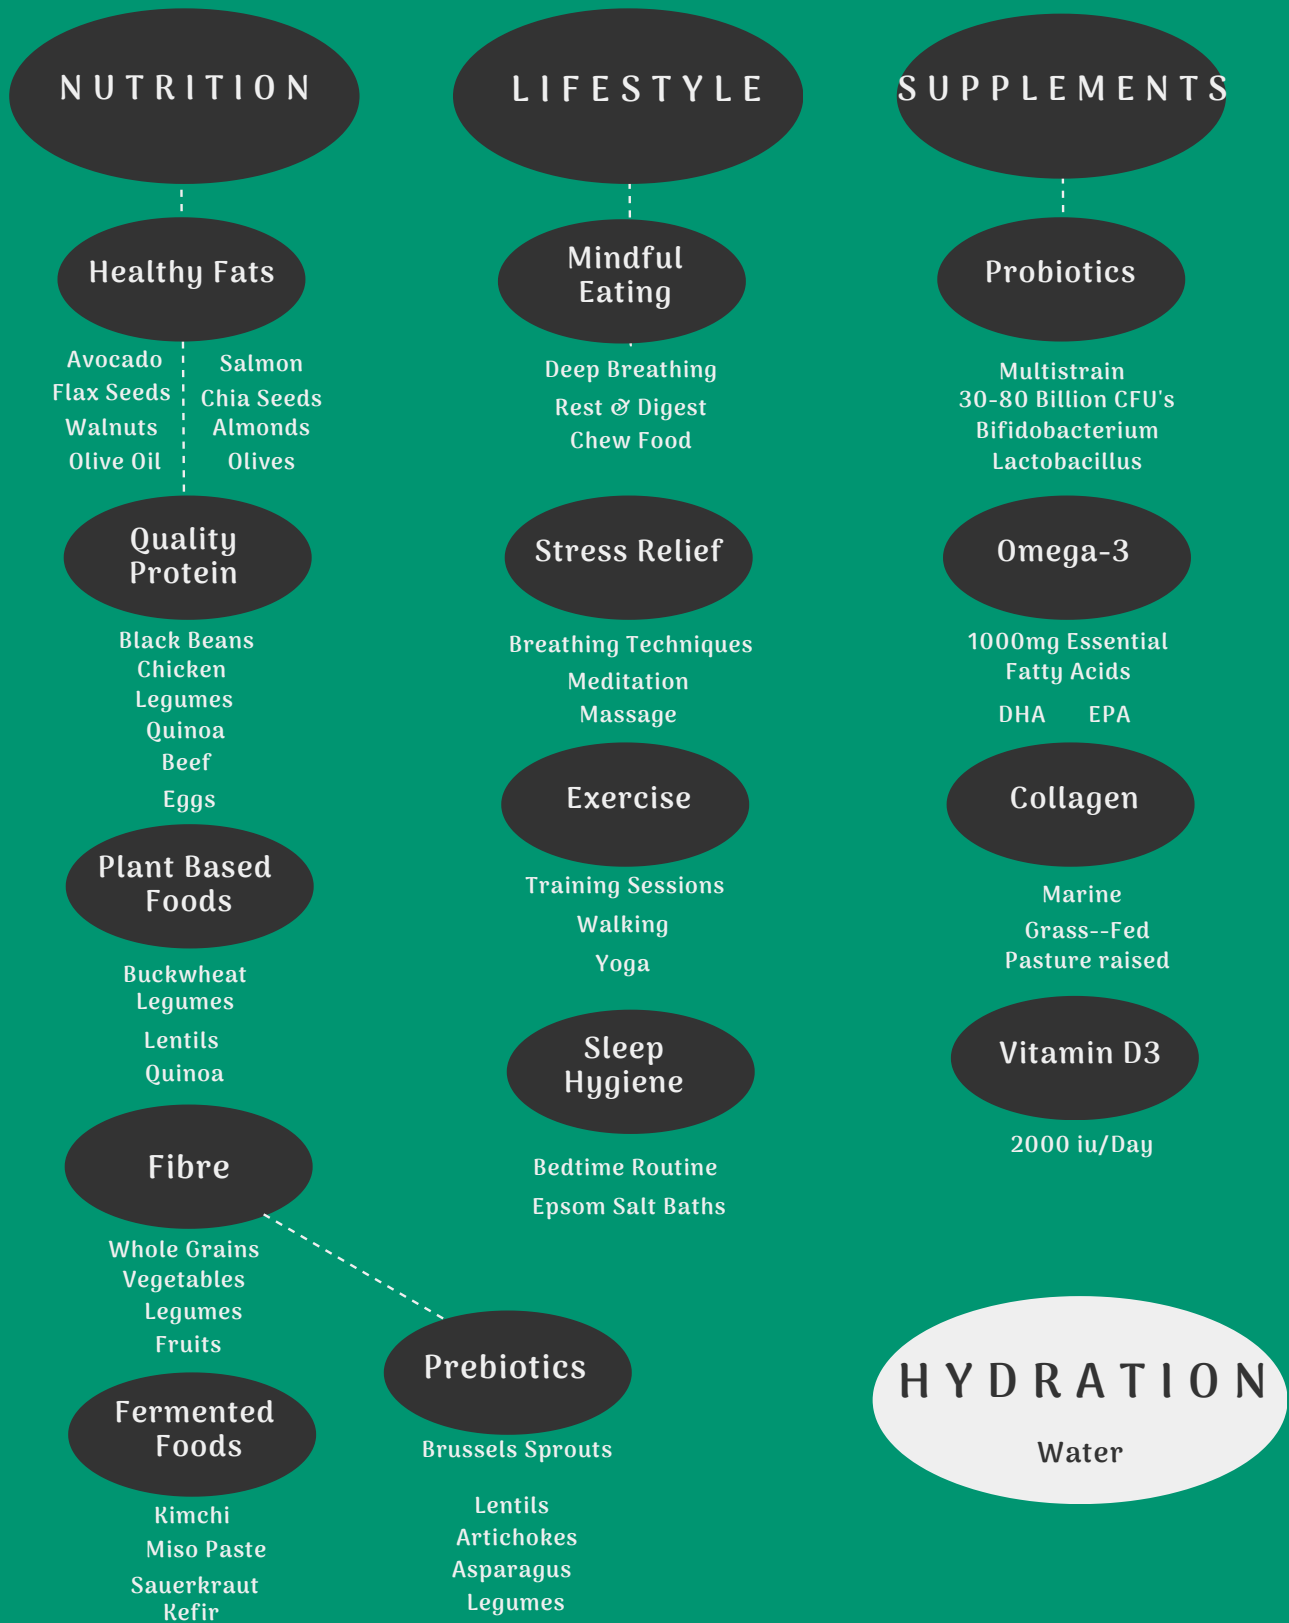 NUTRITION
Healthy Fats
Avocado
Flax Seeds
Walnuts
Olive Oil
Salmon
Chia Seeds
Almonds
Olives
Quality
Protein
Black Beans
Chicken
Legumes
Quinoa
Beef
Eggs
Plant Based
Foods
Buckwheat
Legumes
Lentils
Quinoa
Fibre
Whole Grains
Vegetables
Legumes
Fruits
Fermented
Foods
Kimchi
Miso Paste
Sauerkraut
Kefir
Prebiotics
Brussels Sprouts
Lentils
Artichokes
Asparagus
Legumes
LIFESTYLE
Mindful
Eating
Deep Breathing
Rest & Digest
Chew Food
Stress Relief
Breathing Techniques
Meditation
Massage
Exercise
Training Sessions
Walking
Yoga
Sleep
Hygiene
Bedtime Routine
Epsom Salt Baths
SUPPLEMENTS
Probiotics
Multistrain
30-80 Billion CFU's
Bifidobacterium
Lactobacillus
Omega-3
1000mg Essential
Fatty Acids
DHA EPA
Collagen
Marine
Grass--Fed
Pasture raised
Vitamin D3
2000 iu/Day
HYDRATION
Water